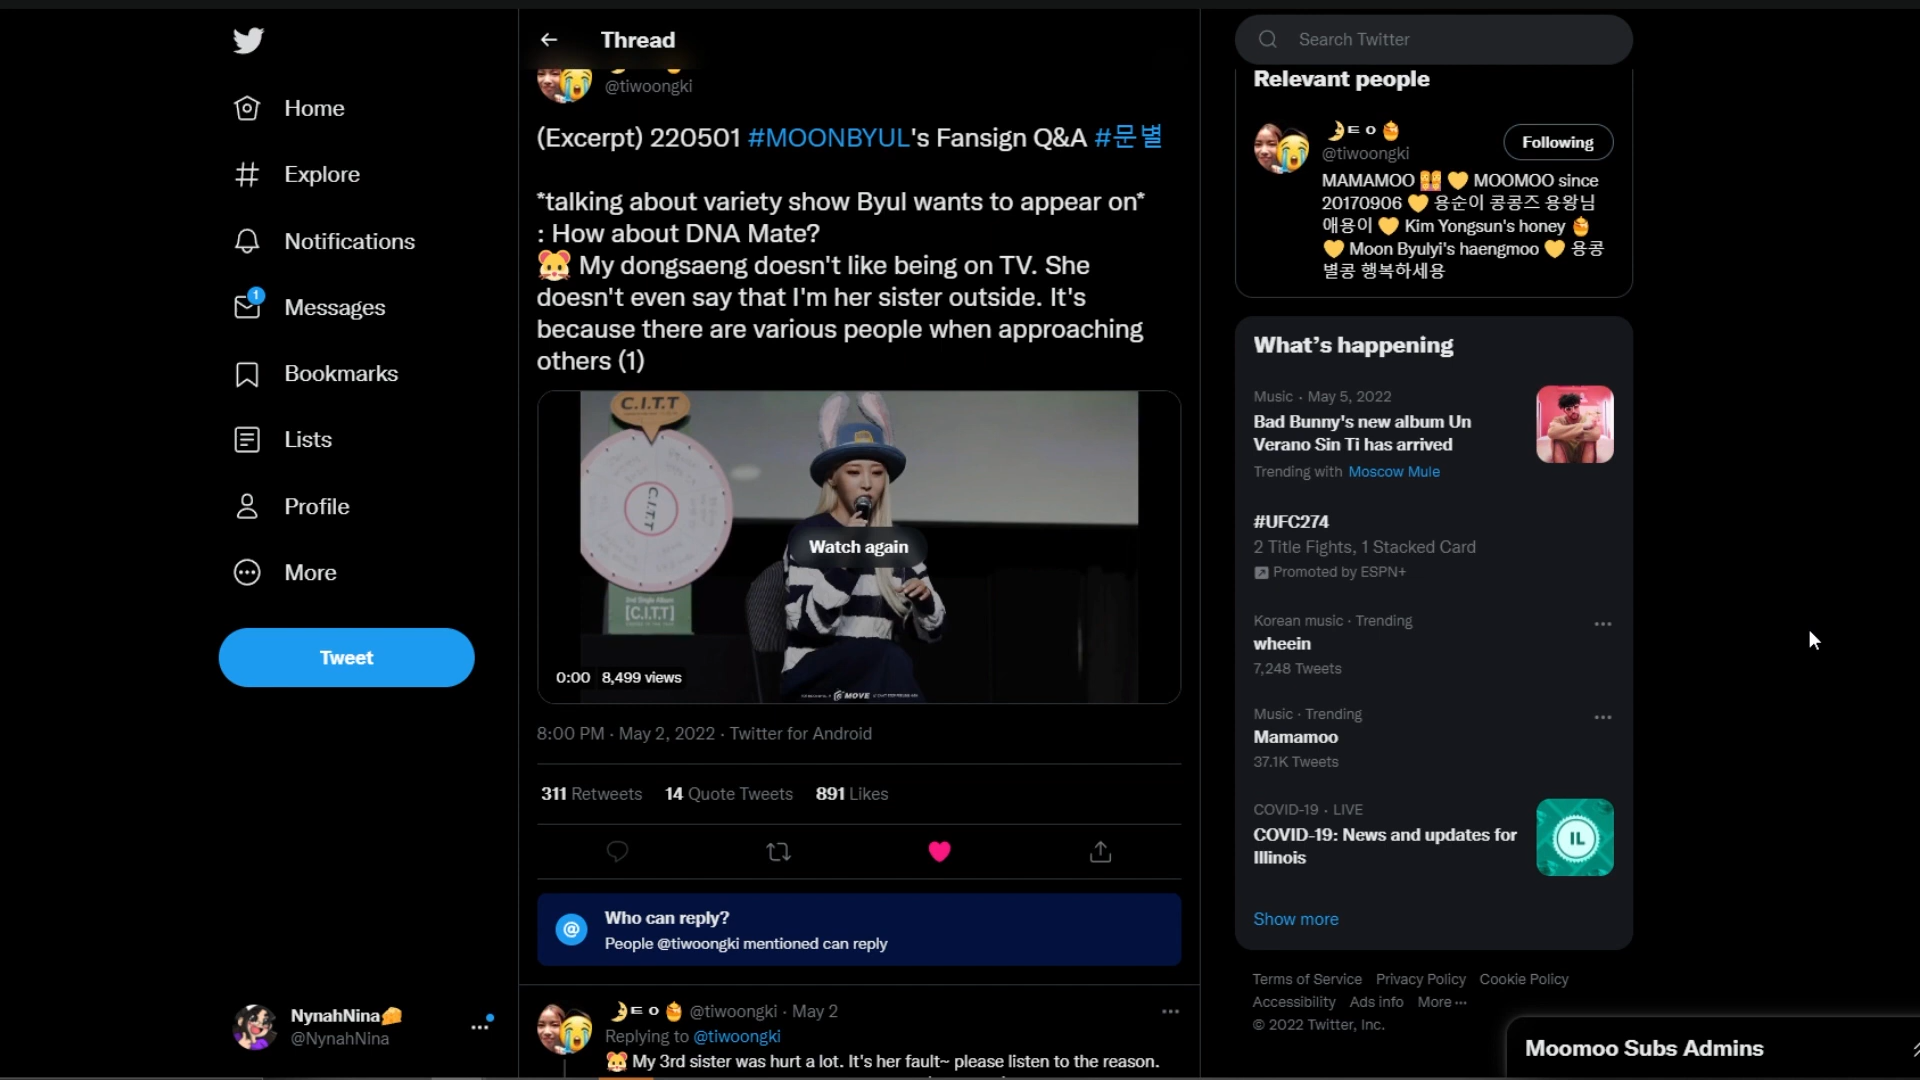 Home
Explore
Notifications
1
Messages
Bookmarks
Lists
Profile
More
Tweet
NynahNina
@NynahNina
Thread
@tiwoongki
(Excerpt) 220501 #MOONBYUL's Fansign Q&A #문별
*talking about variety show Byul wants to appear on*
: How about DNA Mate?
My dongsaeng doesn't like being on TV. She
doesn't even say that I'm her sister outside. It's
because there are various people when approaching
others (1)
C.I.T.T
C.I.T.T
[C.I.T.T]
MOVE
Watch again
0:00 8,499 views
8:00 PM · May 2, 2022 · Twitter for Android
311 Retweets 14 Quote Tweets 891 Likes
Who can reply?
People @tiwoongki mentioned can reply
ㅌㅇ @tiwoongki · May 2
Replying to @tiwoongki
My 3rd sister was hurt a lot. It's her fault~ please listen to the reason.
Search Twitter
Relevant people
ㅌㅇ
@tiwoongki
Following
MAMAMOO MOOMOO since
20170906 용순이 콩콩즈 용왕님
애용이 Kim Yongsun's honey
Moon Byulyi's haengmoo 용콩
별콩 행복하세용
What's happening
Music · May 5, 2022
Bad Bunny's new album Un
Verano Sin Ti has arrived
Trending with Moscow Mule
#UFC274
2 Title Fights, 1 Stacked Card
Promoted by ESPN+
Korean music · Trending
wheein
7,248 Tweets
Music · Trending
Mamamoo
37.1K Tweets
COVID-19 · LIVE
COVID-19: News and updates for
Illinois
IL
Show more
Terms of Service Privacy Policy Cookie Policy
Accessibility Ads info More
© 2022 Twitter, Inc.
Moomoo Subs Admins